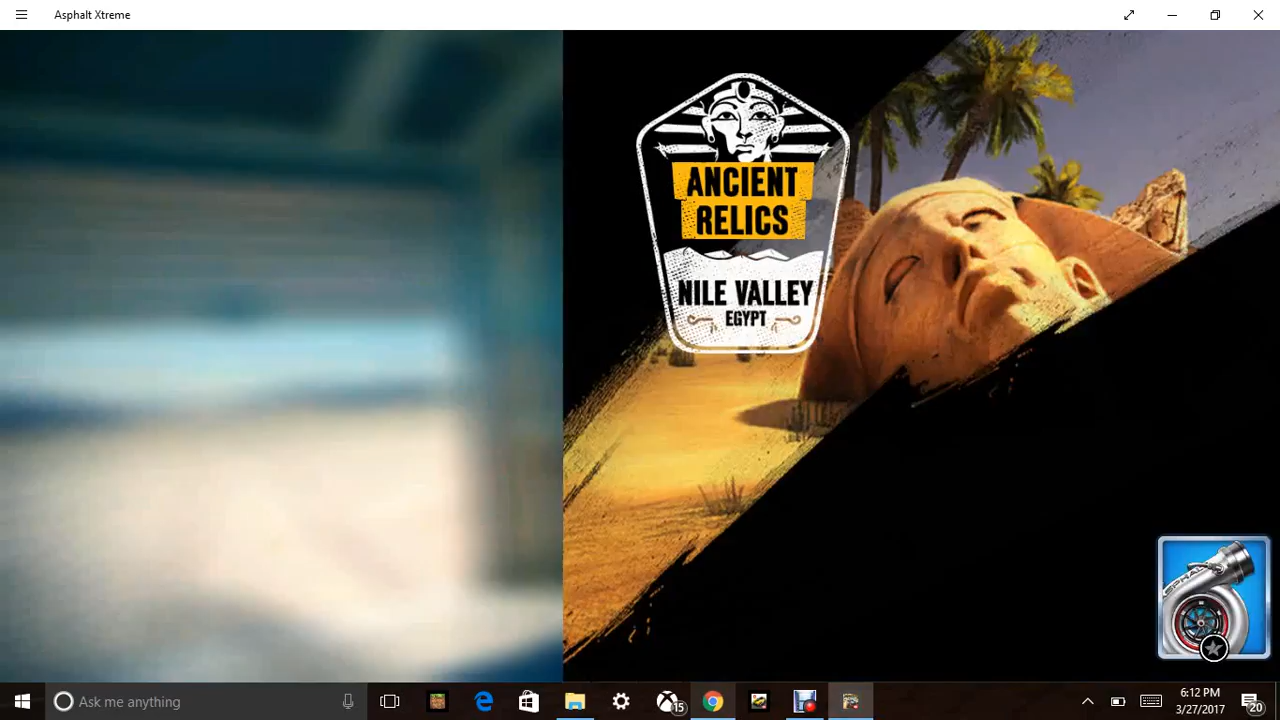 Asphalt Xtreme
ANCIENT
RELICS
NILE VALLEY
EGYPT
Ask me anything
15
6:12 PM
3/27/2017
20